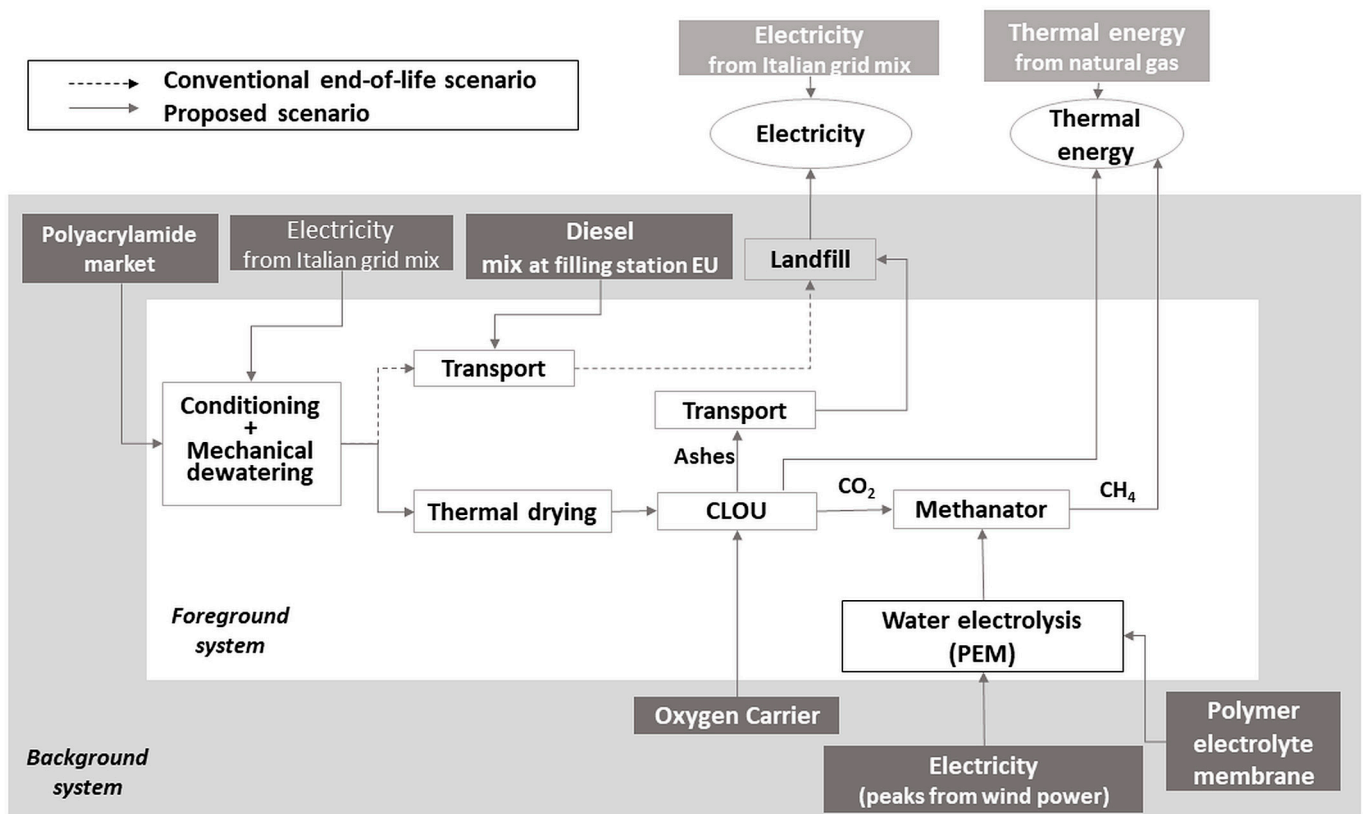 Electricity
from Italian grid mix
Thermal energy
from natural gas
Conventional end-of-life scenario
Proposed scenario
Electricity
Thermal
energy
Polyacrylamide
market
Electricity
from Italian grid mix
Diesel
mix at filling station EU
Landfill
Transport
Conditioning
+
Mechanical
dewatering
Transport
Ashes
Thermal drying
CLOU
CO₂
Methanator
CH₄
Foreground
system
Water electrolysis
(PEM)
Oxygen Carrier
Polymer
electrolyte
membrane
Background
system
Electricity
(peaks from wind power)